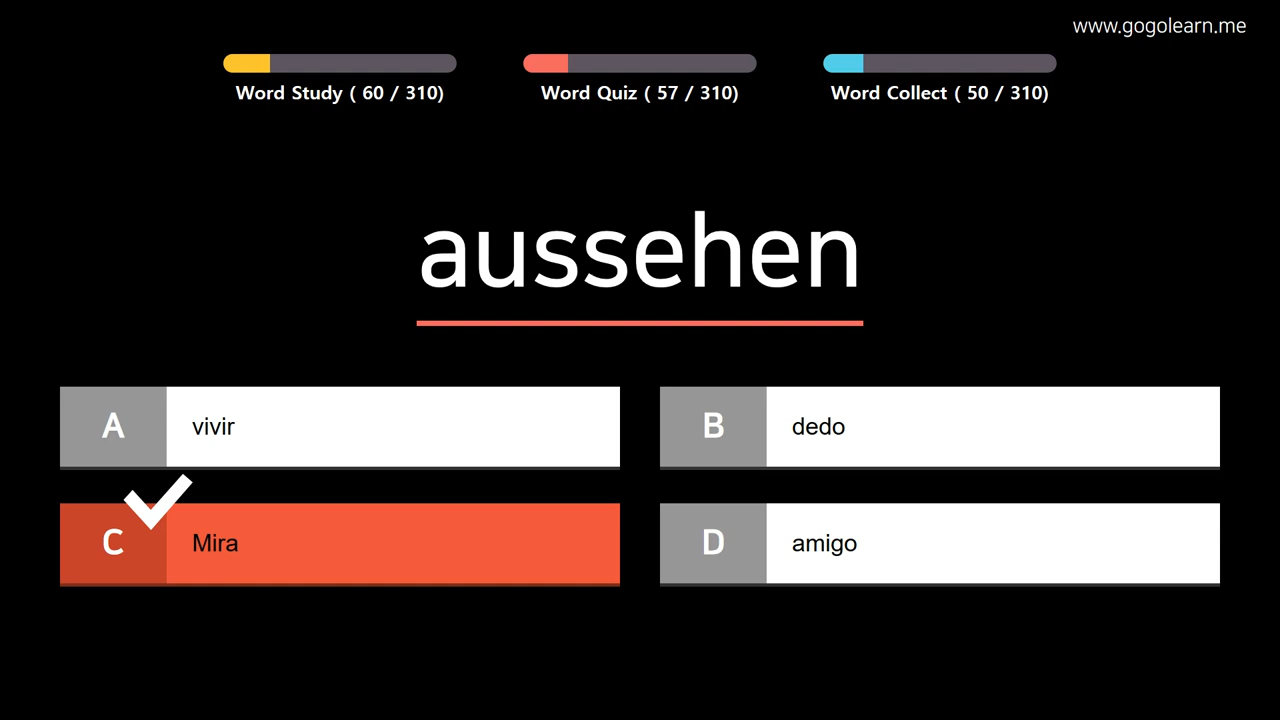 www.gogolearn.me
Word Study ( 60 / 310)
Word Quiz ( 57 / 310)
Word Collect ( 50 / 310)
aussehen
A vivir
B dedo
C Mira
D amigo